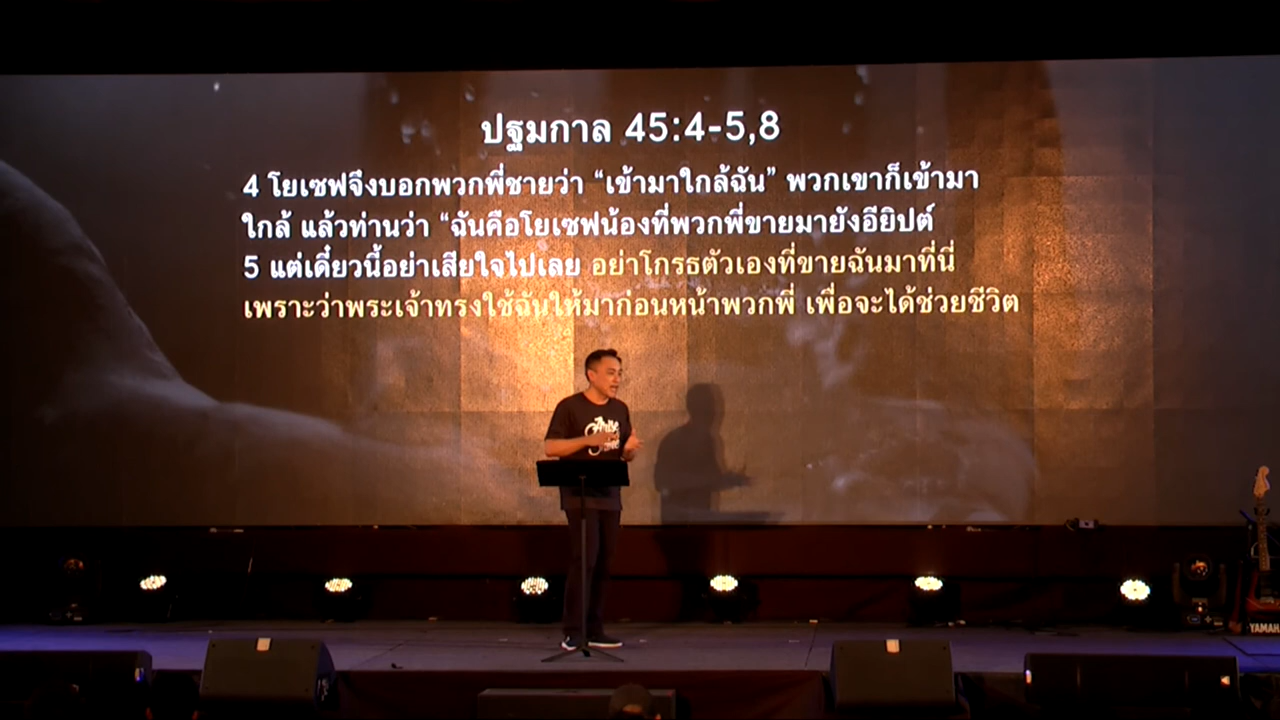 ปฐมกาล 45:4-5,8
4 โยเซฟจึงบอกพวกพี่ชายว่า “เข้ามาใกล้ฉัน” พวกเขาก็เข้ามา
ใกล้ แล้วท่านว่า “ฉันคือโยเซฟน้องที่พวกพี่ขายมายังอียิปต์
5 แต่เดี๋ยวนี้อย่าเสียใจไปเลย อย่าโกรธตัวเองที่ขายฉันมาที่นี่
เพราะว่าพระเจ้าทรงใช้ฉันให้มาก่อนหน้าพวกพี่ เพื่อจะได้ช่วยชีวิต
YAMAH